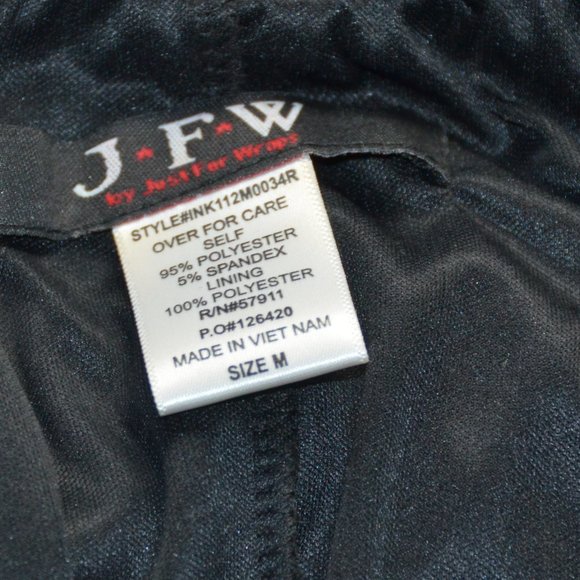 J★F★W
by Just For Wraps
STYLE#INK112M0034R
OVER FOR CARE
SELF
95% POLYESTER
5% SPANDEX
LINING
100% POLYESTER
R/N#57911
P.O#126420
MADE IN VIET NAM
SIZE M